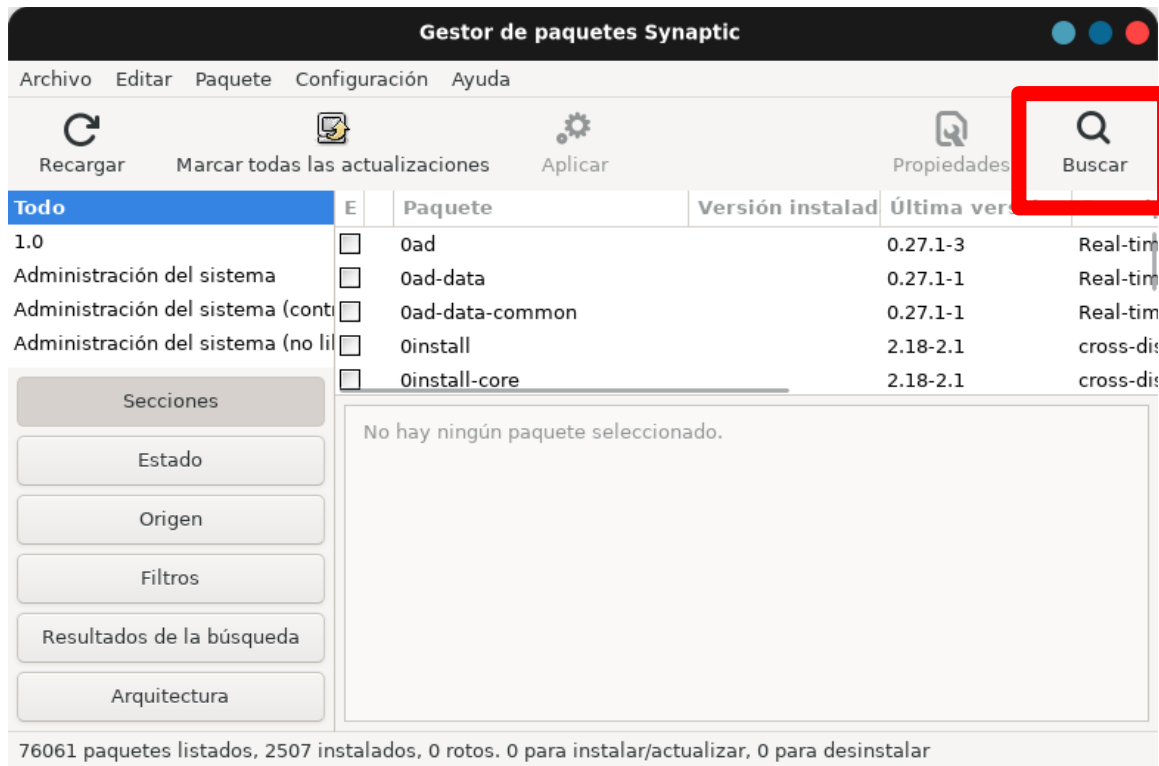 Gestor de paquetes Synaptic
Archivo Editar Paquete Configuración Ayuda
Recargar Marcar todas las actualizaciones Aplicar Propiedades Buscar
Todo
1.0
Administración del sistema
Administración del sistema (cont
Administración del sistema (no li
E Paquete Versión instalad Última ver
0ad 0.27.1-3 Real-tim
0ad-data 0.27.1-1 Real-tim
0ad-data-common 0.27.1-1 Real-tim
0install 2.18-2.1 cross-dis
0install-core 2.18-2.1 cross-dis
Secciones
Estado
Origen
Filtros
Resultados de la búsqueda
Arquitectura
No hay ningún paquete seleccionado.
76061 paquetes listados, 2507 instalados, 0 rotos. 0 para instalar/actualizar, 0 para desinstalar